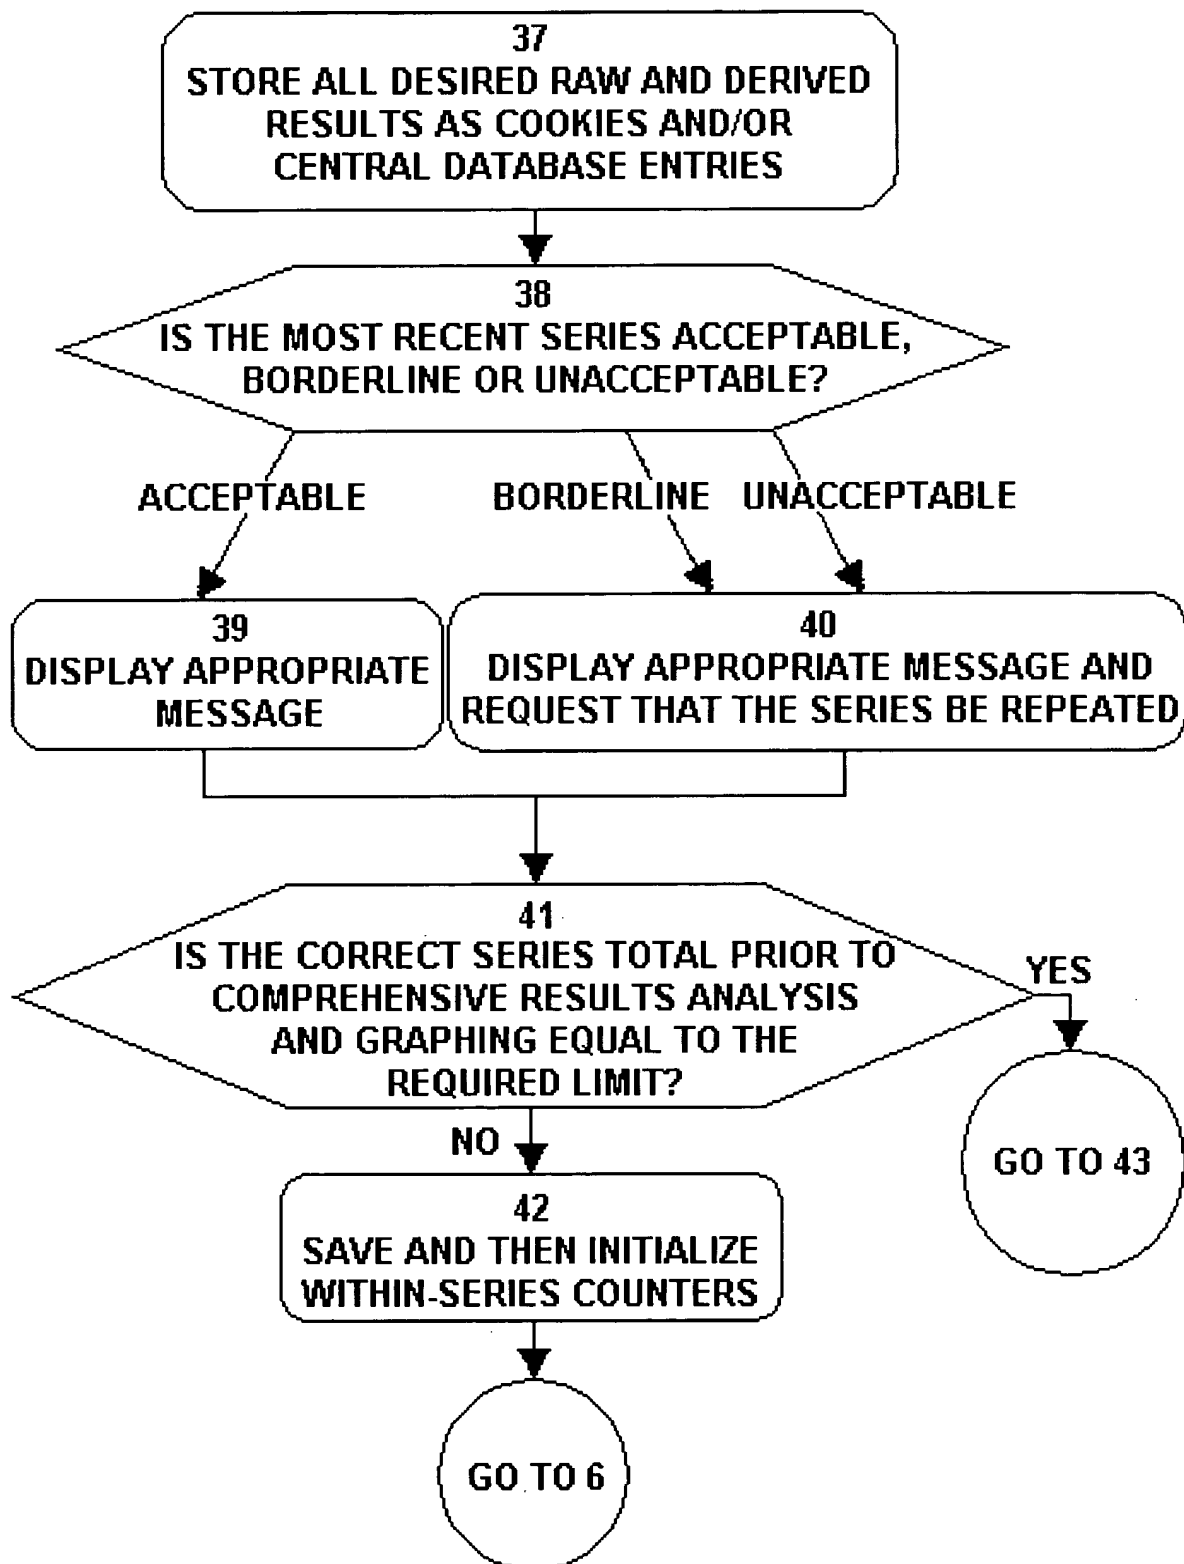 37
STORE ALL DESIRED RAW AND DERIVED
RESULTS AS COOKIES AND/OR
CENTRAL DATABASE ENTRIES
38
IS THE MOST RECENT SERIES ACCEPTABLE,
BORDERLINE OR UNACCEPTABLE?
ACCEPTABLE
BORDERLINE
UNACCEPTABLE
39
DISPLAY APPROPRIATE
MESSAGE
40
DISPLAY APPROPRIATE MESSAGE AND
REQUEST THAT THE SERIES BE REPEATED
41
IS THE CORRECT SERIES TOTAL PRIOR TO
COMPREHENSIVE RESULTS ANALYSIS
AND GRAPHING EQUAL TO THE
REQUIRED LIMIT?
YES
GO TO 43
NO
42
SAVE AND THEN INITIALIZE
WITHIN-SERIES COUNTERS
GO TO 6